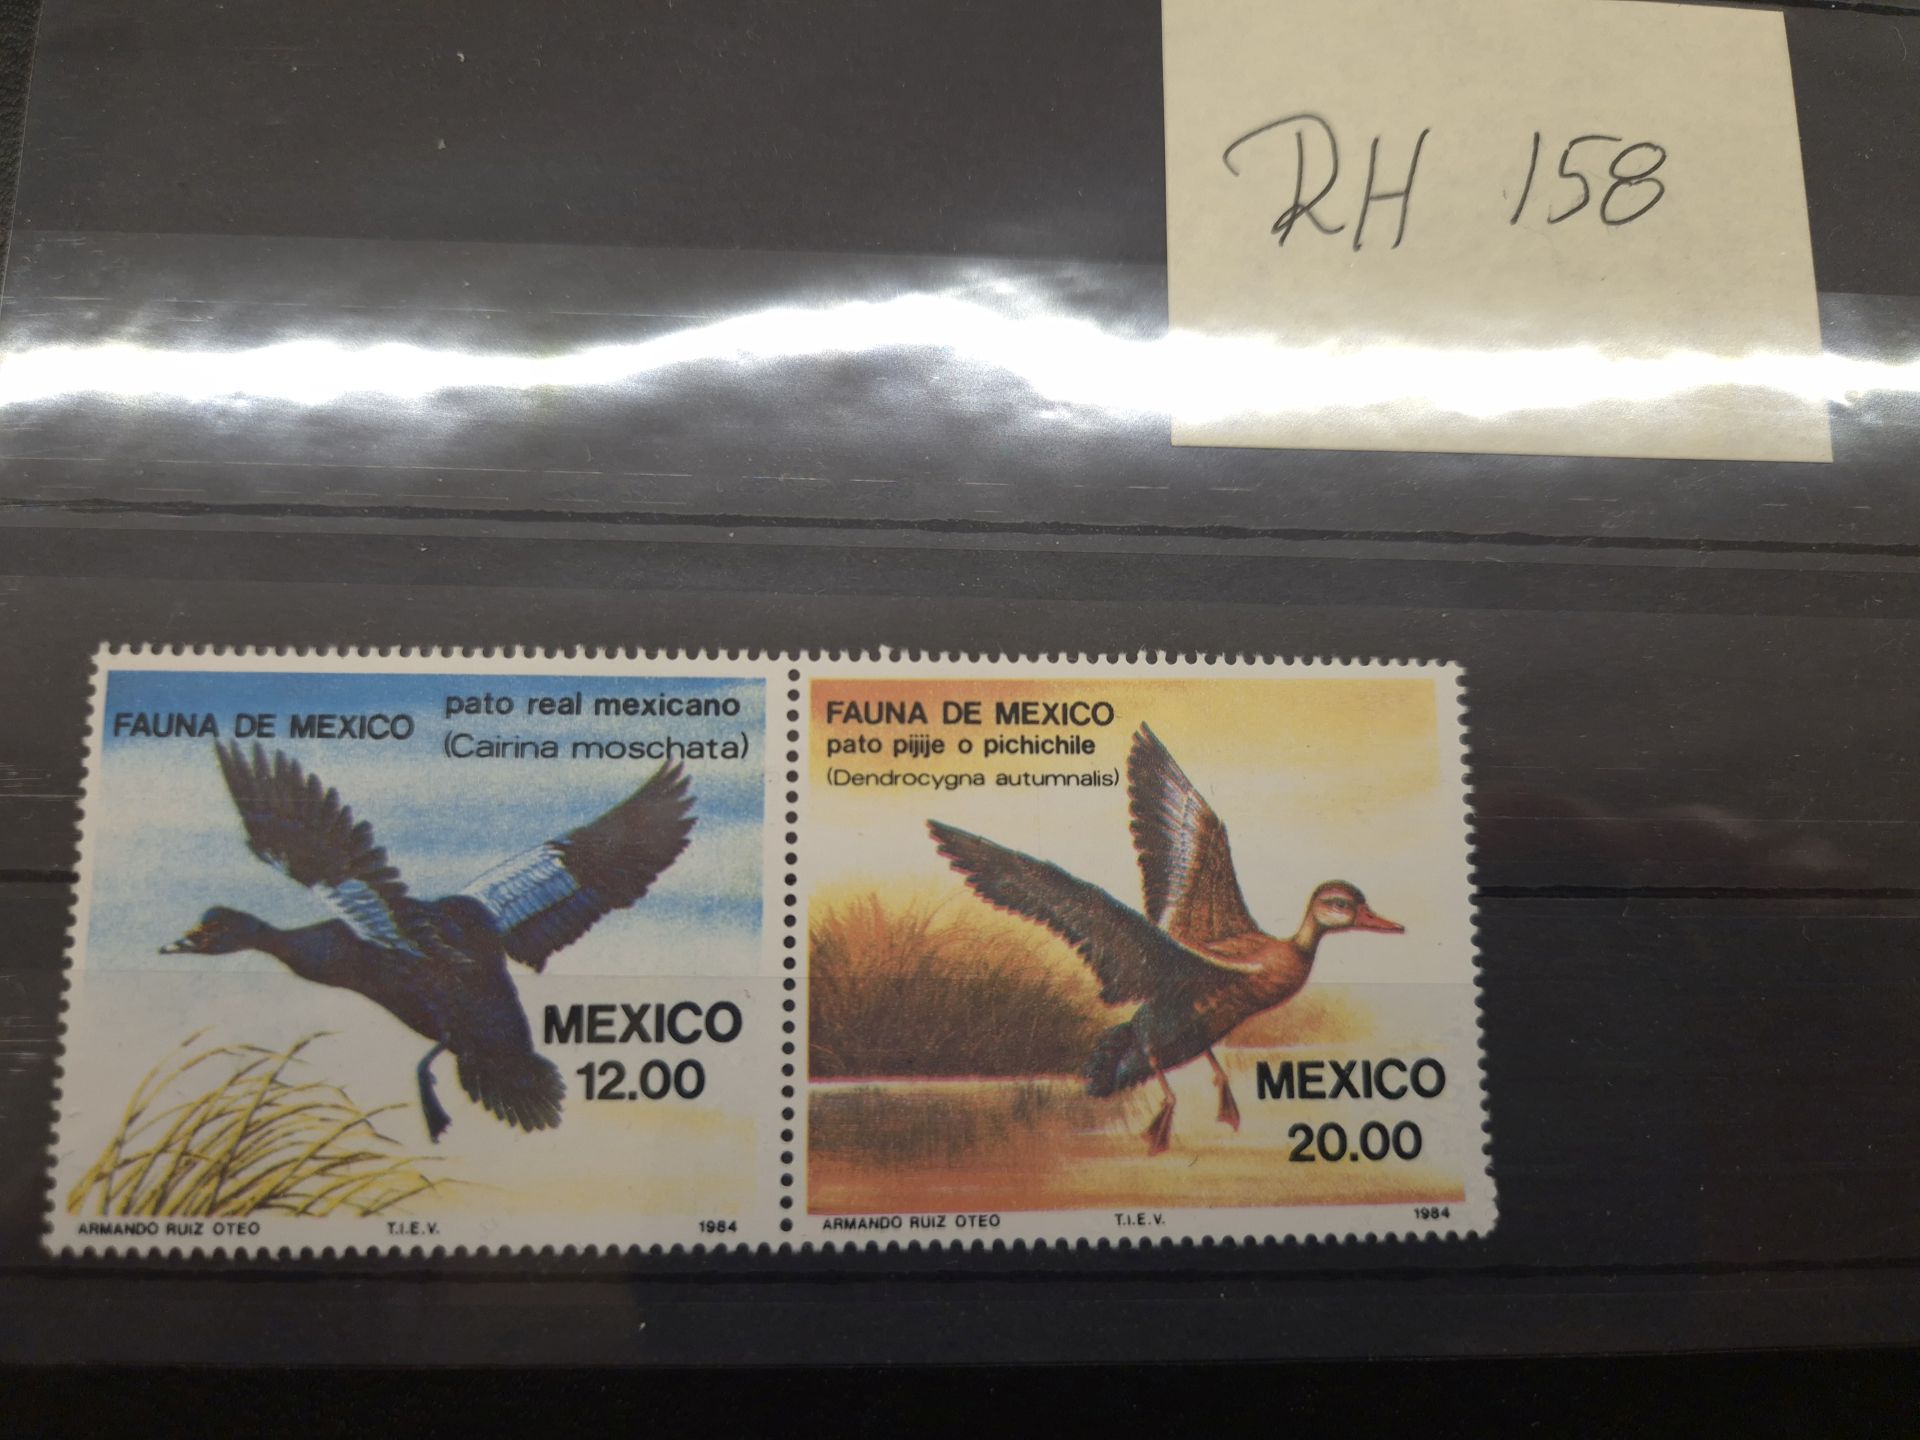 RH 158
FAUNA DE MEXICO
pato real mexicano
(Cairina moschata)
MEXICO
12.00
ARMANDO RUIZ OTEO T.I.E.V. 1984
FAUNA DE MEXICO
pato pijije o pichichile
(Dendrocygna autumnalis)
MEXICO
20.00
ARMANDO RUIZ OTEO T.I.E.V. 1984